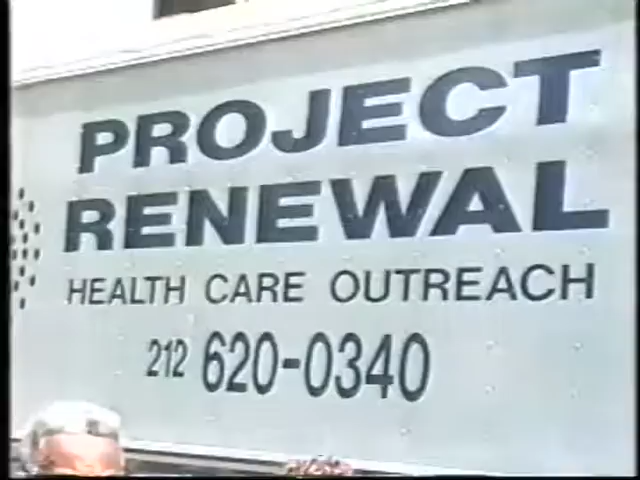 PROJECT
RENEWAL
HEALTH CARE OUTREACH
212 620-0340